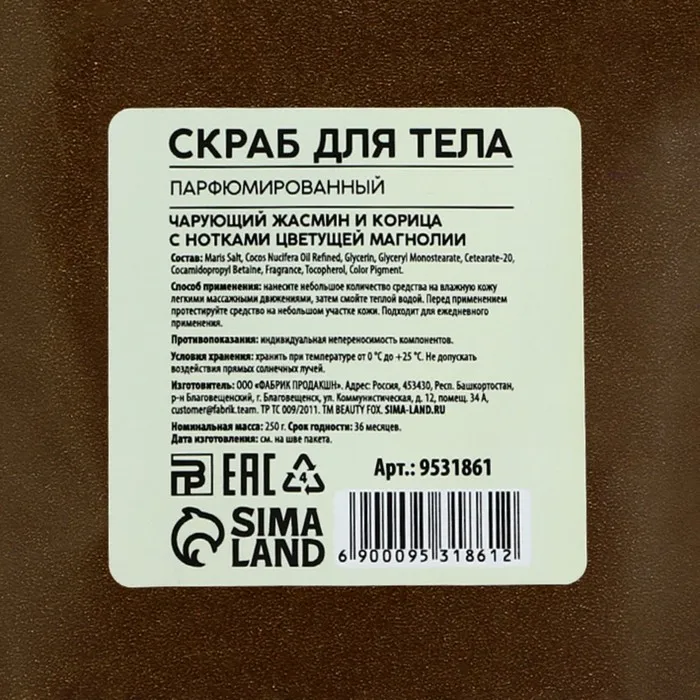 СКРАБ ДЛЯ ТЕЛА
ПАРФЮМИРОВАННЫЙ
ЧАРУЮЩИЙ ЖАСМИН И КОРИЦА
С НОТКАМИ ЦВЕТУЩЕЙ МАГНОЛИИ
Состав: Maris Salt, Cocos Nucifera Oil Refined, Glycerin, Glyceryl Monostearate, Cetearate-20,
Cocamidopropyl Betaine, Fragrance, Tocopherol, Color Pigment.
Способ применения: нанесите небольшое количество средства на влажную кожу
легкими массажными движениями, затем смойте теплой водой. Перед применением
протестируйте средство на небольшом участке кожи. Подходит для ежедневного
применения.
Противопоказания: индивидуальная непереносимость компонентов.
Условия хранения: хранить при температуре от 0 °С до +25 °С. Не допускать
воздействия прямых солнечных лучей.
Изготовитель: ООО «ФАБРИК ПРОДАКШН». Адрес: Россия, 453430, Респ. Башкортостан,
р-н Благовещенский, г. Благовещенск, ул. Коммунистическая, д. 12, помещ. 34 А,
customer@fabrik.team. ТР ТС 009/2011. ТМ BEAUTY FOX. SIMA-LAND.RU
Номинальная масса: 250 г. Срок годности: 36 месяцев.
Дата изготовления: см. на шве пакета.
EAC 4 Арт.: 9531861
SIMA
LAND
6 900095 318612